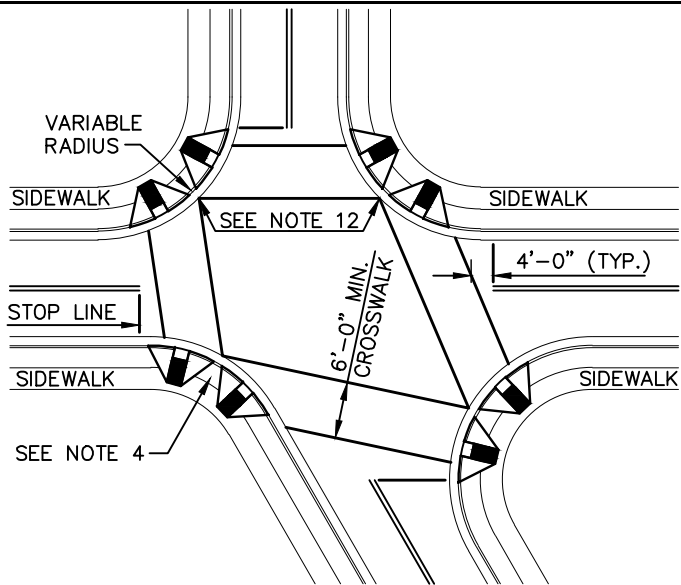 VARIABLE
RADIUS
SIDEWALK
SIDEWALK
SEE NOTE 12
4'-0" (TYP.)
STOP LINE
6'-0" MIN.
CROSSWALK
SIDEWALK
SIDEWALK
SEE NOTE 4